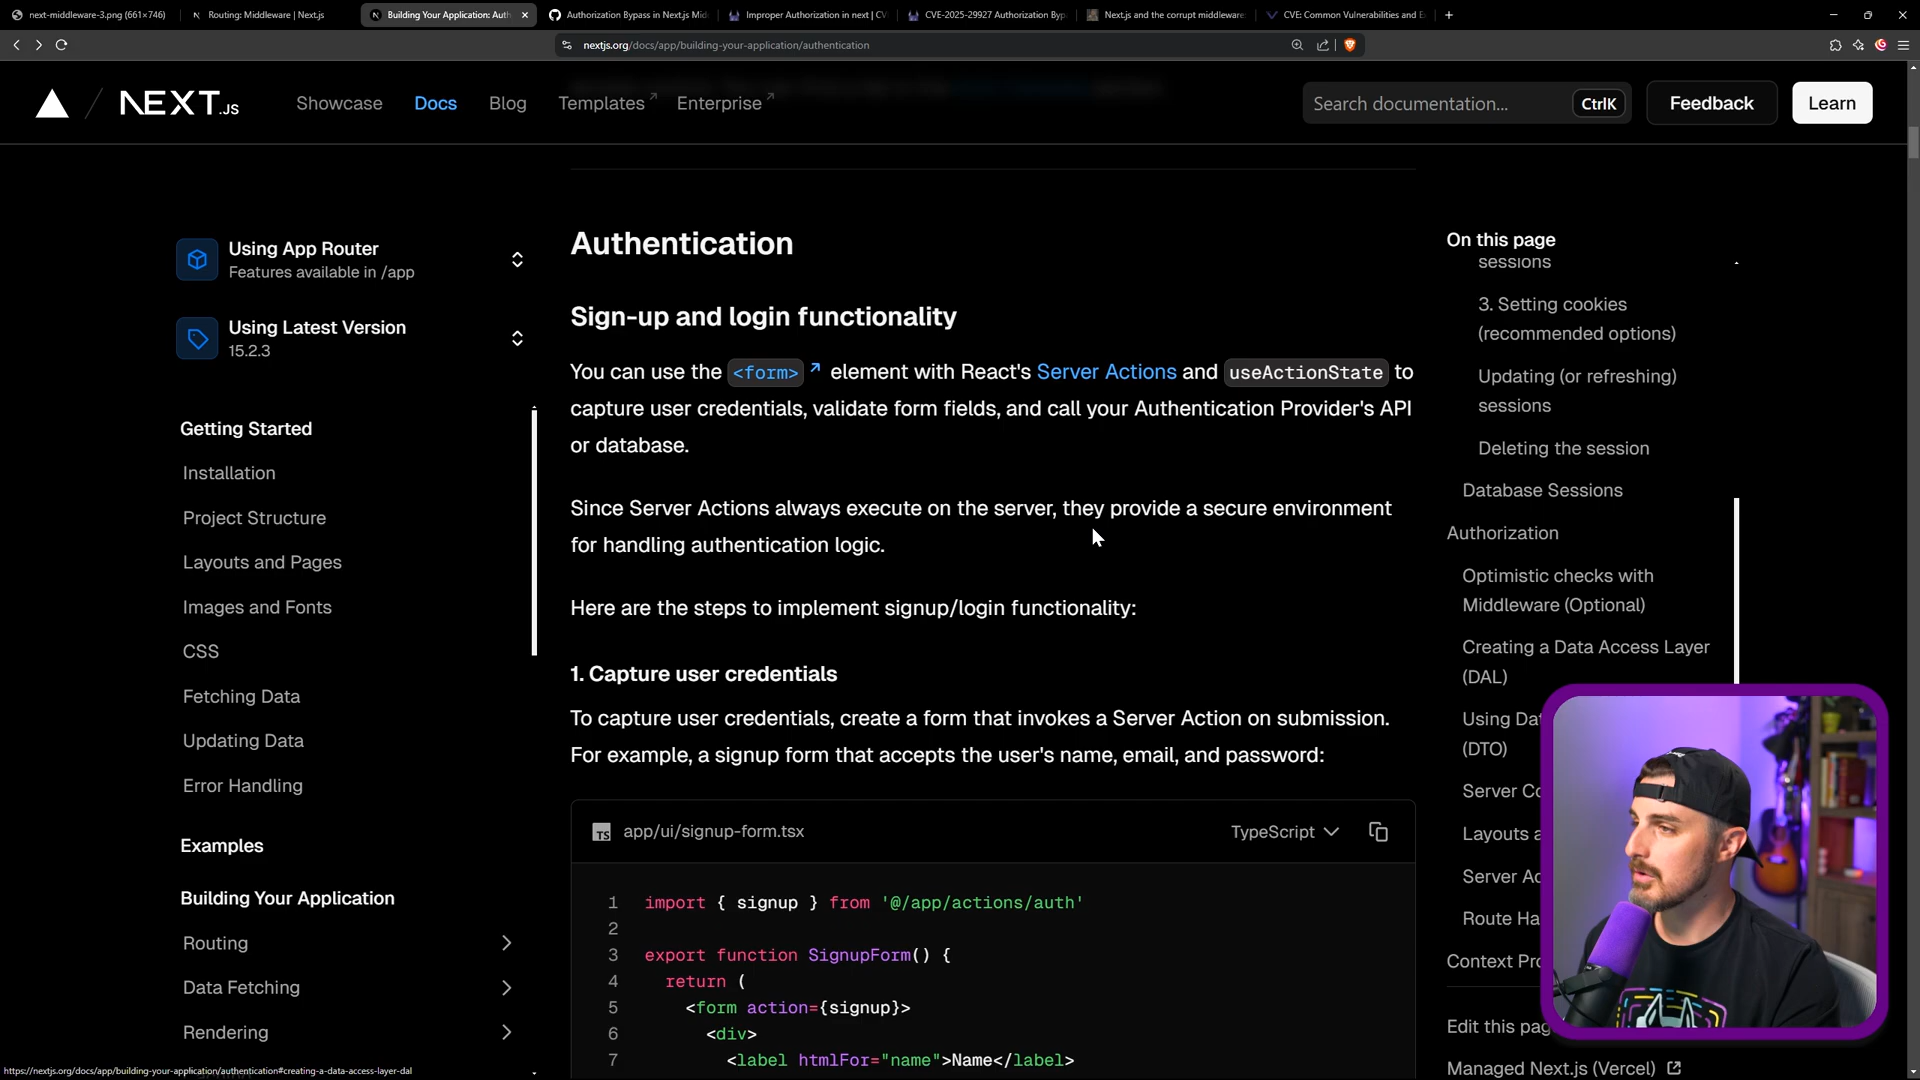 next-middleware-3.png (661×746)
Routing: Middleware | Next.js
Building Your Application: Auth
Authorization Bypass in Next.js Mid
Improper Authorization in next | CV
CVE-2025-29927 Authorization Byp
Next.js and the corrupt middleware
CVE: Common Vulnerabilities and E
nextjs.org/docs/app/building-your-application/authentication
NEXT.JS
Showcase
Docs
Blog
Templates
Enterprise
Search documentation...
CtrlK
Feedback
Learn
Using App Router
Features available in /app
Using Latest Version
15.2.3
Getting Started
Installation
Project Structure
Layouts and Pages
Images and Fonts
CSS
Fetching Data
Updating Data
Error Handling
Examples
Building Your Application
Routing
Data Fetching
Rendering
https://nextjs.org/docs/app/building-your-application/authentication#creating-a-data-access-layer-dal
Authentication
Sign-up and login functionality
You can use the <form> element with React's Server Actions and useActionState to
capture user credentials, validate form fields, and call your Authentication Provider's API
or database.
Since Server Actions always execute on the server, they provide a secure environment
for handling authentication logic.
Here are the steps to implement signup/login functionality:
1. Capture user credentials
To capture user credentials, create a form that invokes a Server Action on submission.
For example, a signup form that accepts the user's name, email, and password:
TS app/ui/signup-form.tsx
TypeScript
1 import { signup } from '@/app/actions/auth'
2
3 export function SignupForm() {
4 return (
5 <form action={signup}>
6 <div>
7 <label htmlFor="name">Name</label>
On this page
sessions
3. Setting cookies
(recommended options)
Updating (or refreshing)
sessions
Deleting the session
Database Sessions
Authorization
Optimistic checks with
Middleware (Optional)
Creating a Data Access Layer
(DAL)
Using Da
(DTO)
Server Co
Layouts a
Server Ac
Route Ha
Context Pro
Edit this pag
Managed Next.js (Vercel)